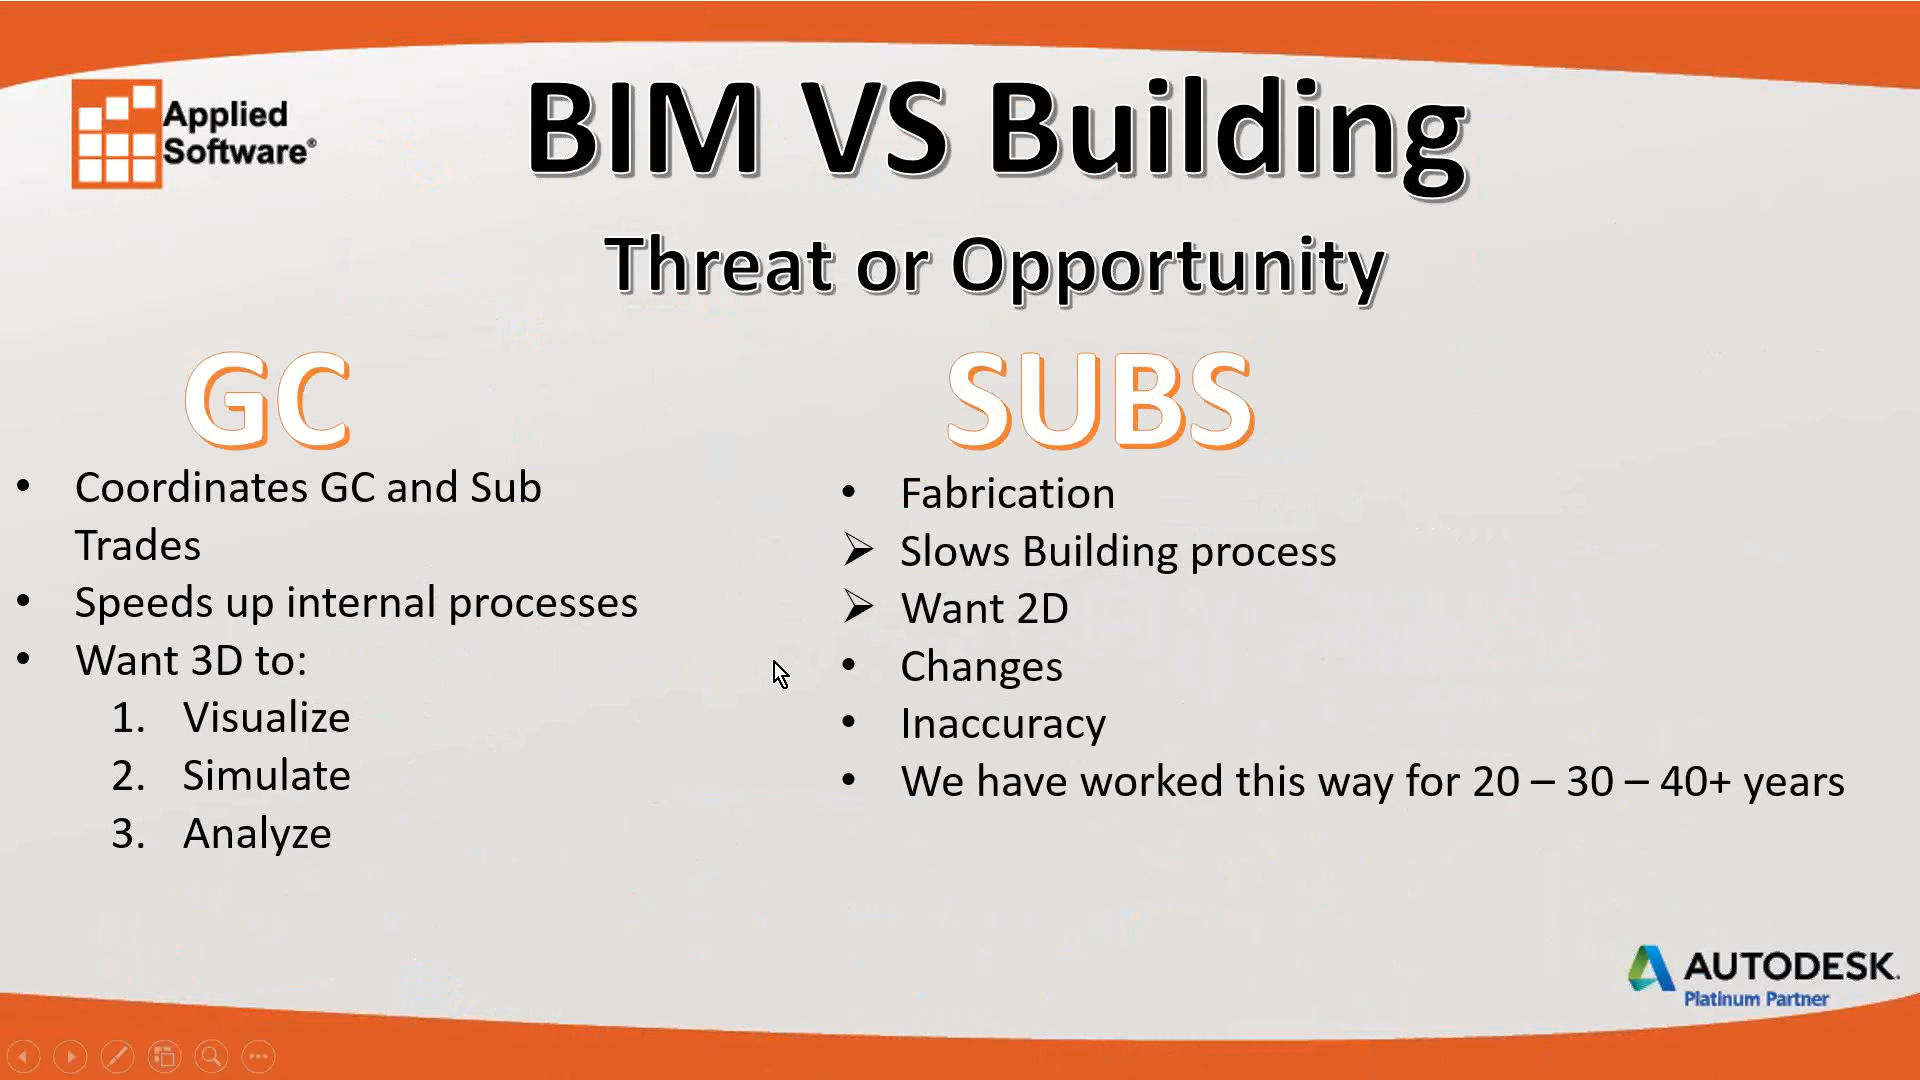 Applied
Software®
BIM VS Building
Threat or Opportunity
GC
• Coordinates GC and Sub
Trades
• Speeds up internal processes
• Want 3D to:
1. Visualize
2. Simulate
3. Analyze
SUBS
• Fabrication
➢ Slows Building process
➢ Want 2D
• Changes
• Inaccuracy
• We have worked this way for 20 – 30 – 40+ years
AUTODESK.
Platinum Partner